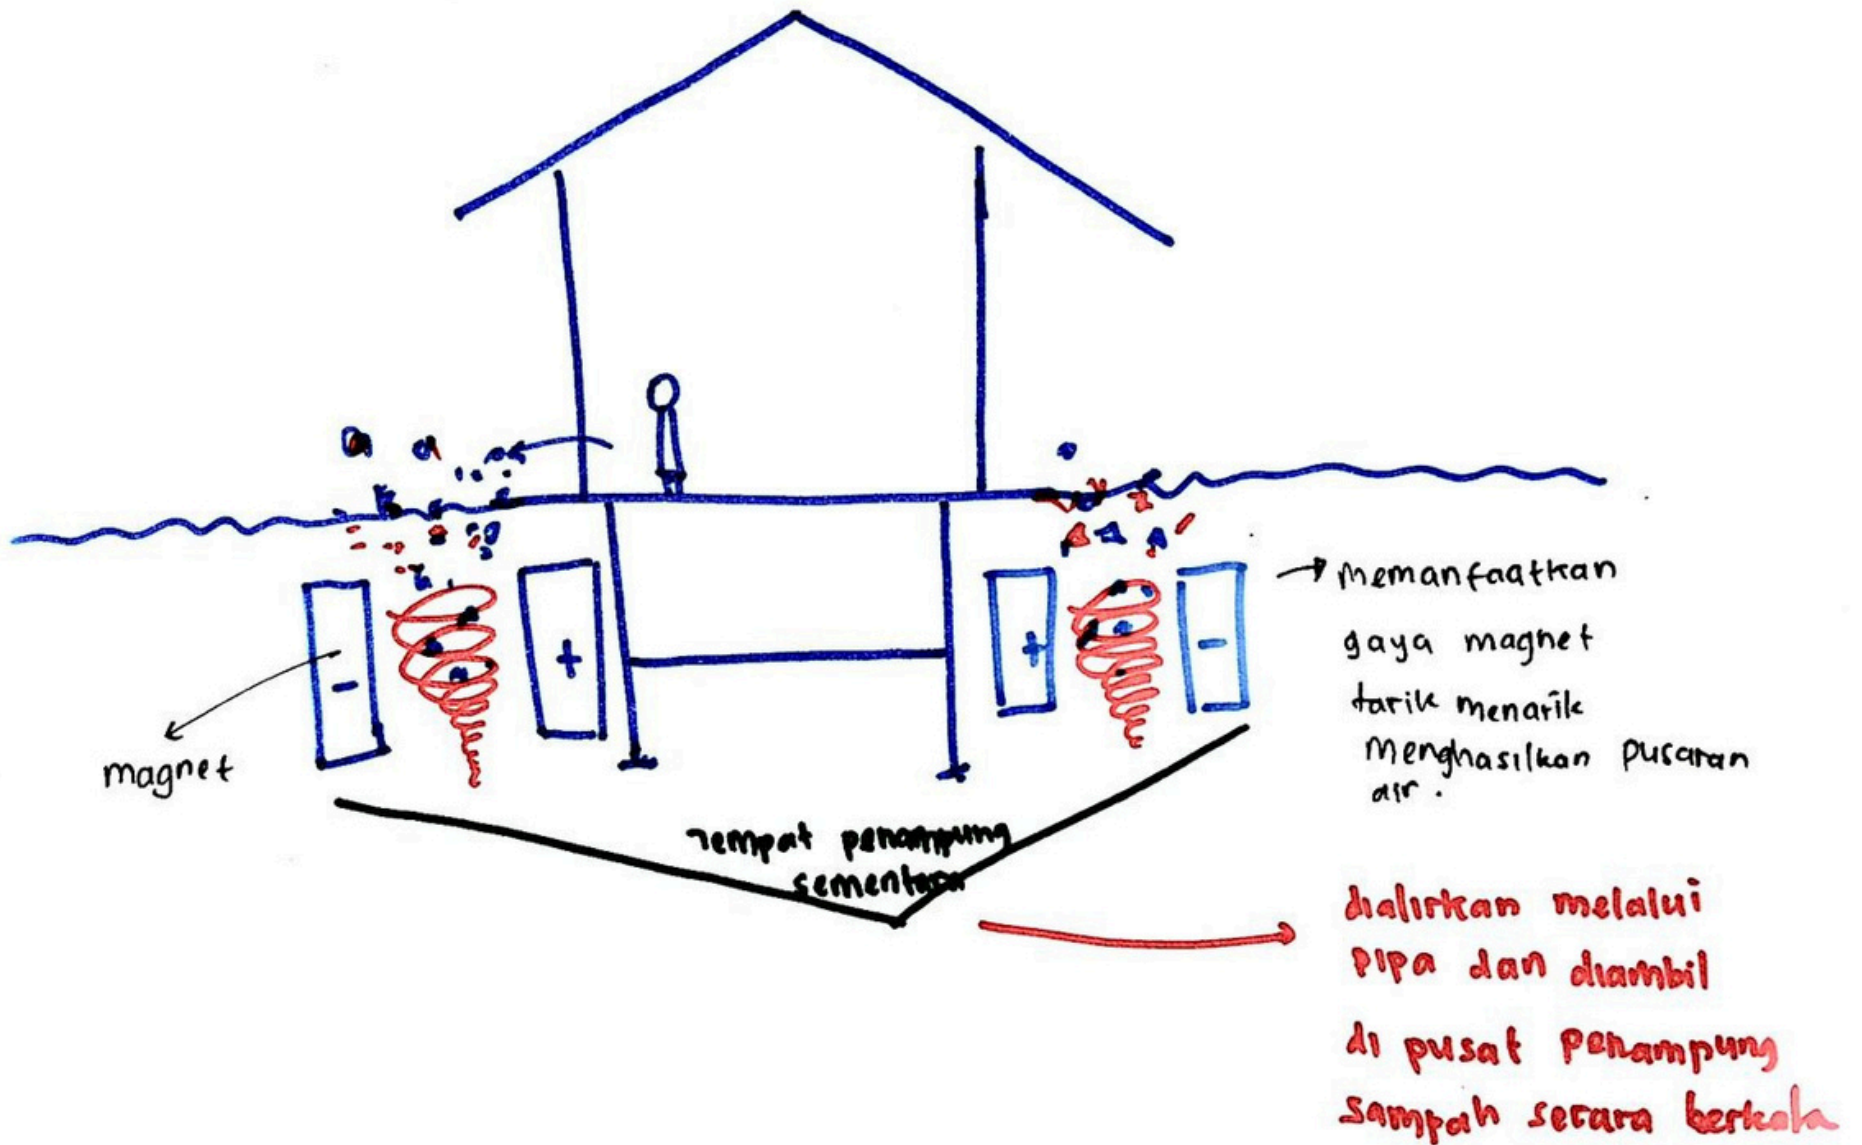 -
+
+
-
magnet
memanfaatkan
gaya magnet
tarik menarik
menghasilkan pusaran
air.
Tempat penampung
sementara
dialirkan melalui
pipa dan diambil
di pusat penampung
sampah secara berkala